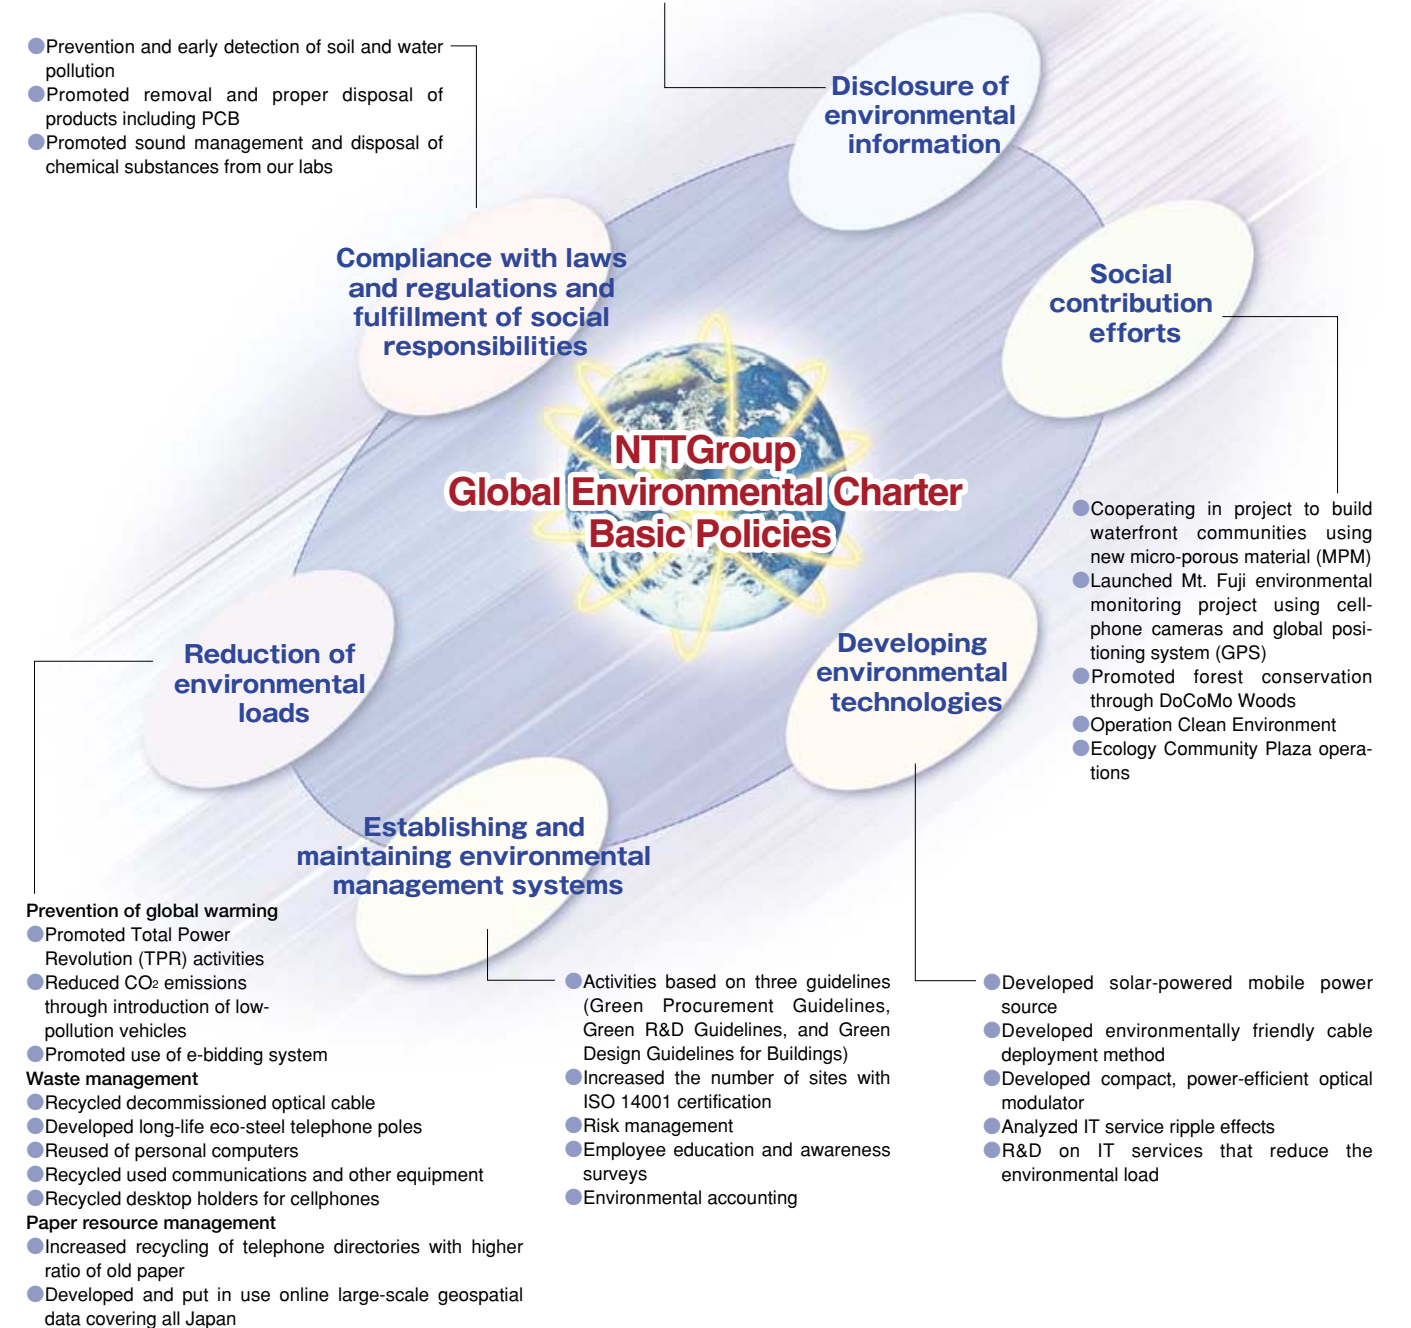 ●Prevention and early detection of soil and water
pollution
●Promoted removal and proper disposal of
products including PCB
●Promoted sound management and disposal of
chemical substances from our labs
Disclosure of
environmental
information
Compliance with laws
and regulations and
fulfillment of social
responsibilities
Social
contribution
efforts
NTTGroup
Global Environmental Charter
Basic Policies
●Cooperating in project to build
waterfront communities using
new micro-porous material (MPM)
●Launched Mt. Fuji environmental
monitoring project using cell-
phone cameras and global posi-
tioning system (GPS)
●Promoted forest conservation
through DoCoMo Woods
●Operation Clean Environment
●Ecology Community Plaza opera-
tions
Reduction of
environmental
loads
Developing
environmental
technologies
Establishing and
maintaining environmental
management systems
Prevention of global warming
●Promoted Total Power
Revolution (TPR) activities
●Reduced CO2 emissions
through introduction of low-
pollution vehicles
●Promoted use of e-bidding system
Waste management
●Recycled decommissioned optical cable
●Developed long-life eco-steel telephone poles
●Reused of personal computers
●Recycled used communications and other equipment
●Recycled desktop holders for cellphones
Paper resource management
●Increased recycling of telephone directories with higher
ratio of old paper
●Developed and put in use online large-scale geospatial
data covering all Japan
●Activities based on three guidelines
(Green Procurement Guidelines,
Green R&D Guidelines, and Green
Design Guidelines for Buildings)
●Increased the number of sites with
ISO 14001 certification
●Risk management
●Employee education and awareness
surveys
●Environmental accounting
●Developed solar-powered mobile power
source
●Developed environmentally friendly cable
deployment method
●Developed compact, power-efficient optical
modulator
●Analyzed IT service ripple effects
●R&D on IT services that reduce the
environmental load